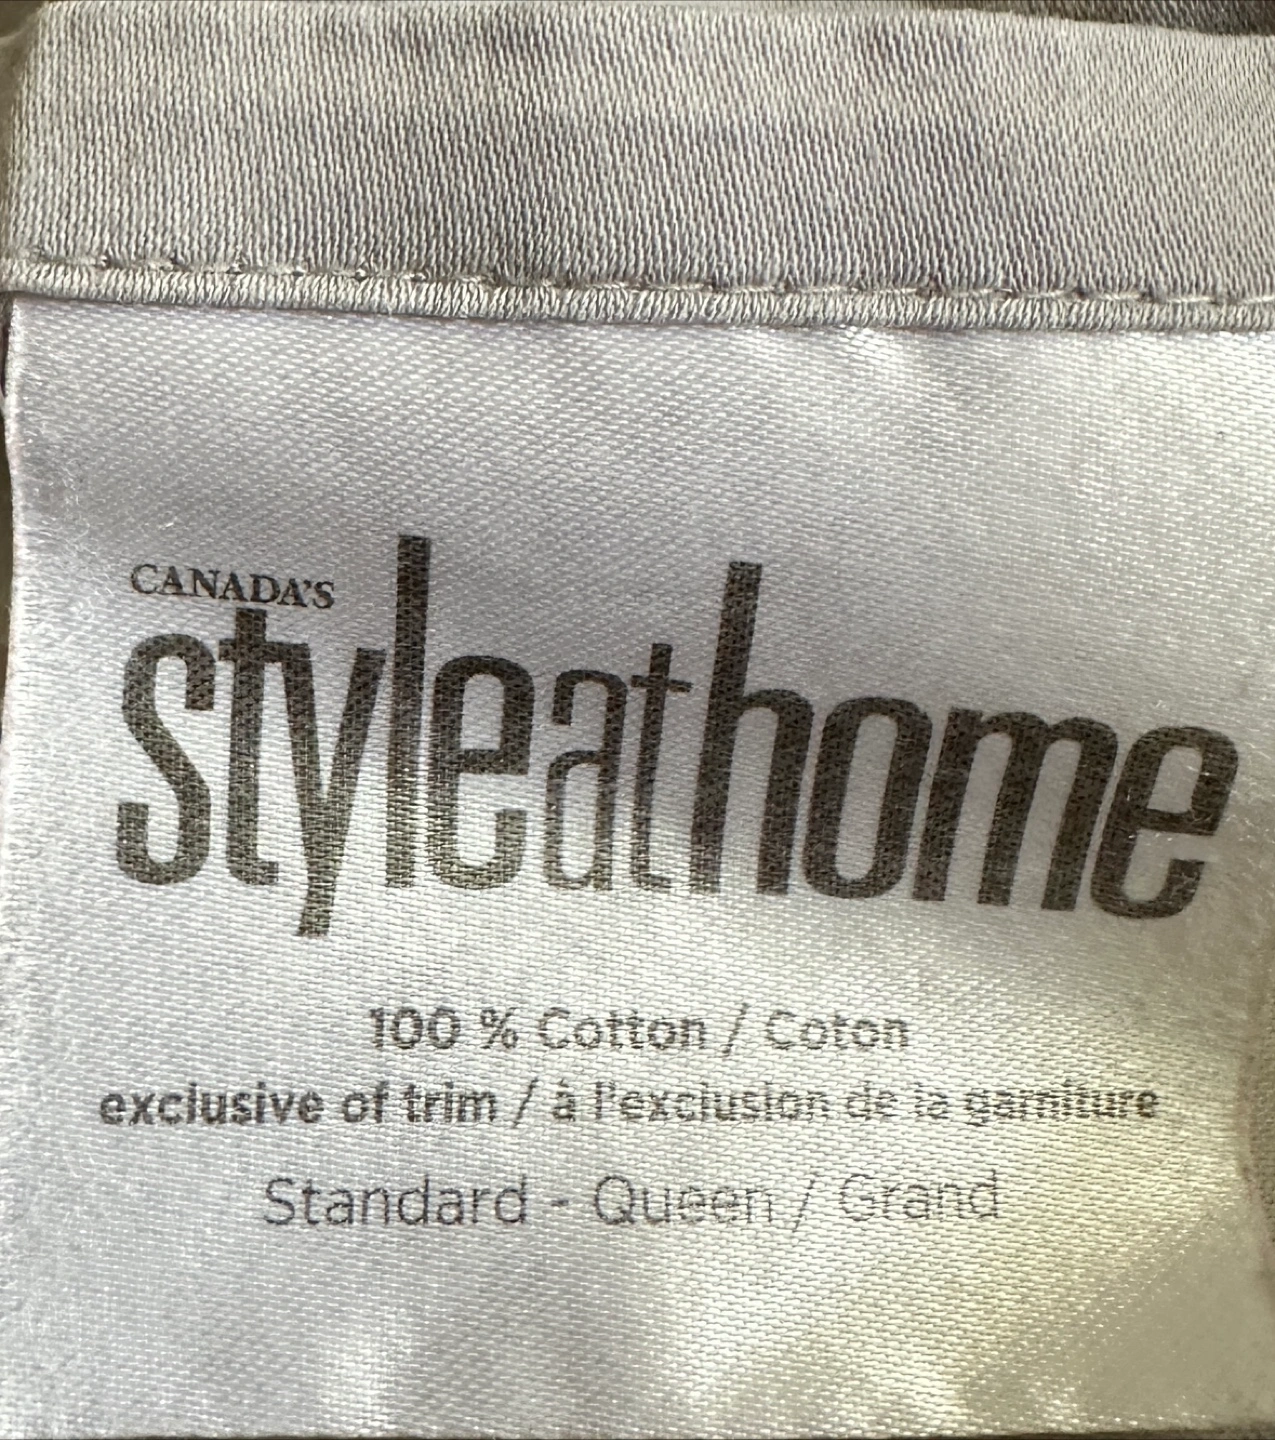 CANADA'S
styleathome
100 % Cotton / Coton
exclusive of trim / à l'exclusion de la garniture
Standard - Queen / Grand